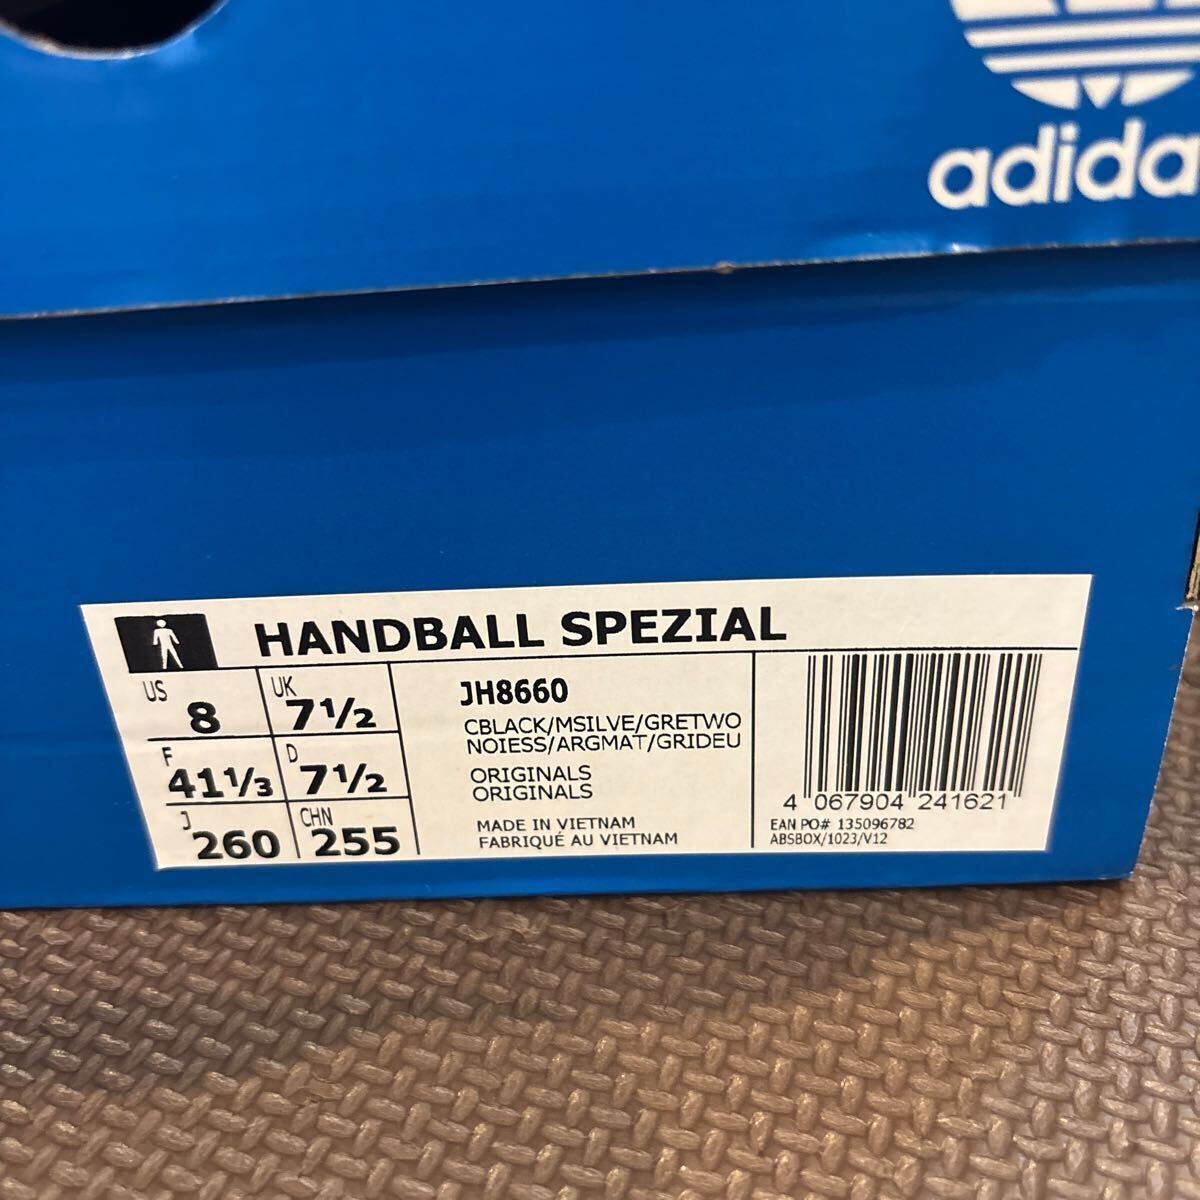 adida
HANDBALL SPEZIAL
US 8
UK 7½
F 41⅓
D 7½
J 260
CHN 255
JH8660
CBLACK/MSILVE/GRETWO
NOIESS/ARGMAT/GRIDEU
ORIGINALS
ORIGINALS
MADE IN VIETNAM
FABRIQUÉ AU VIETNAM
4 067904 241621
EAN PO# 135096782
ABSBOX/1023/V12